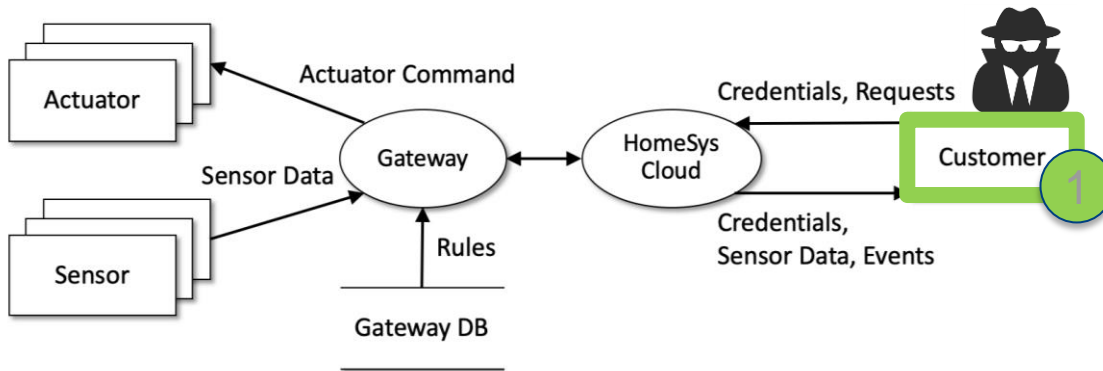 Actuator Command
Actuator
Credentials, Requests
Gateway
HomeSys
Cloud
Customer
1
Sensor Data
Credentials,
Sensor Data, Events
Rules
Sensor
Gateway DB